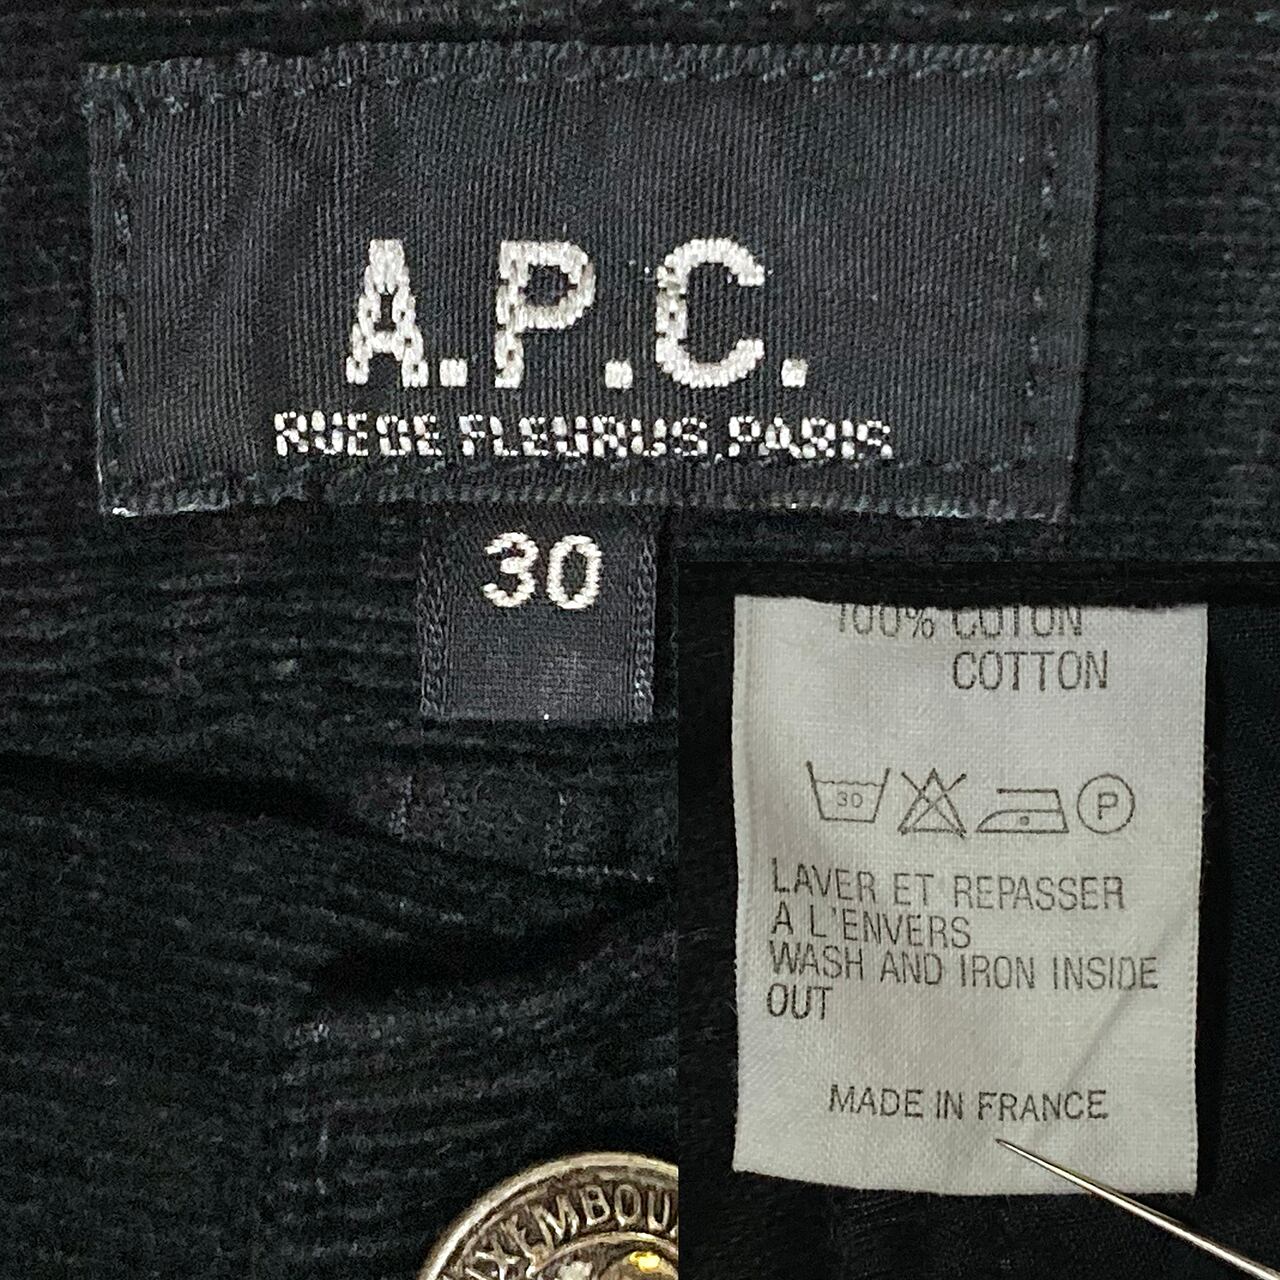 A.P.C.
RUE DE FLEURUS, PARIS
30
100% COTON
COTTON
30
P
LAVER ET REPASSER
A L'ENVERS
WASH AND IRON INSIDE
OUT
MADE IN FRANCE